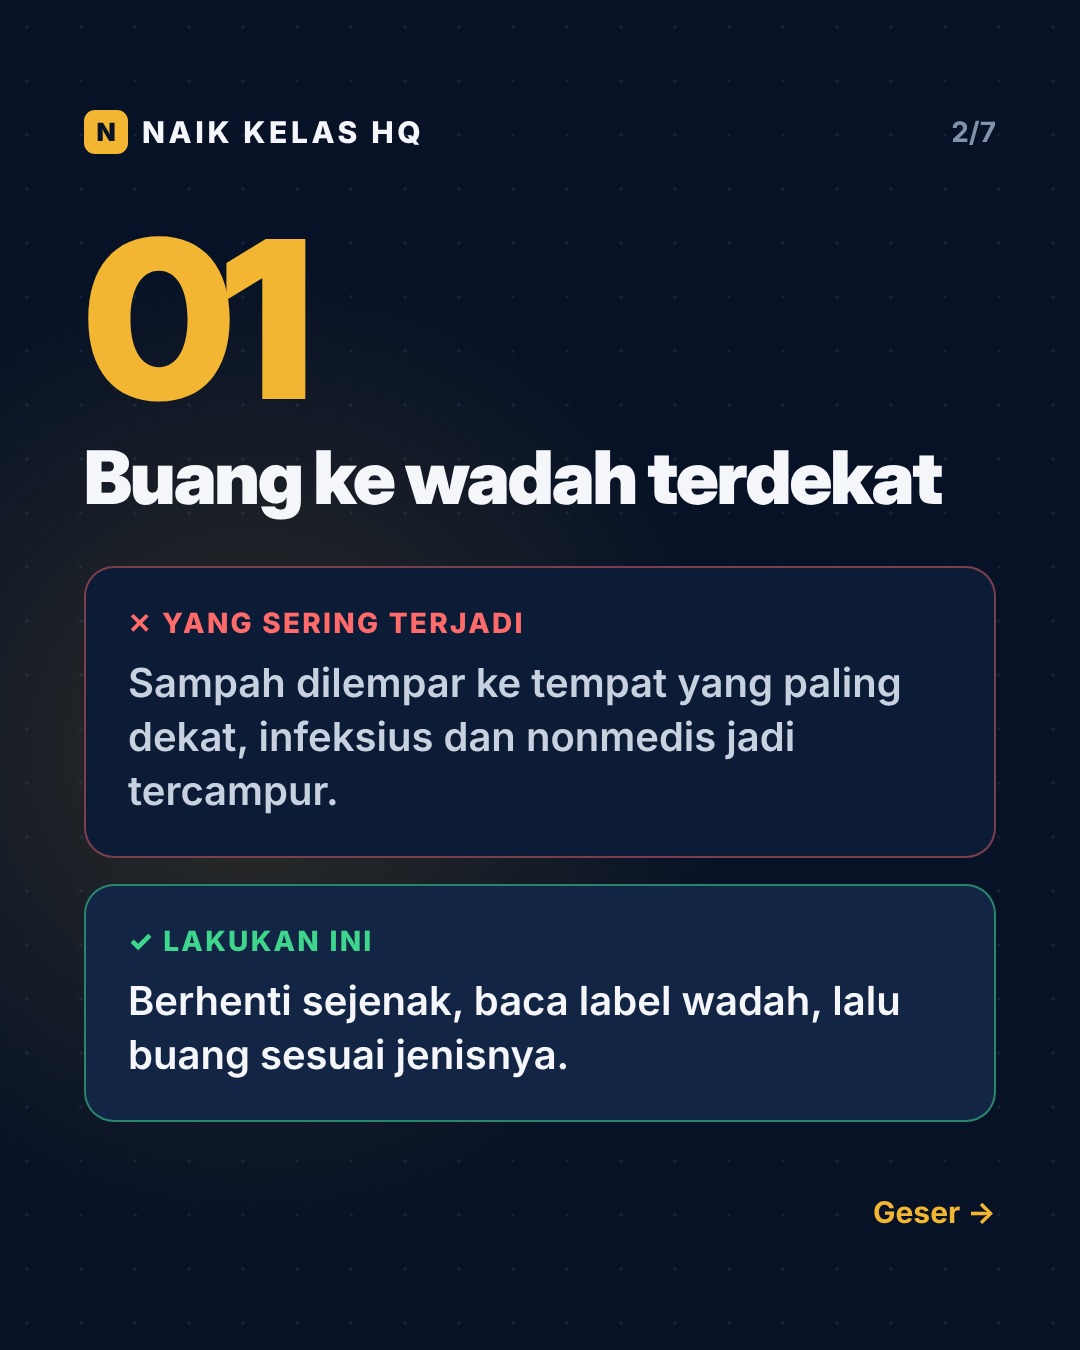 N NAIK KELAS HQ
2/7
01
Buang ke wadah terdekat
✕ YANG SERING TERJADI
Sampah dilempar ke tempat yang paling
dekat, infeksius dan nonmedis jadi
tercampur.
✓ LAKUKAN INI
Berhenti sejenak, baca label wadah, lalu
buang sesuai jenisnya.
Geser →